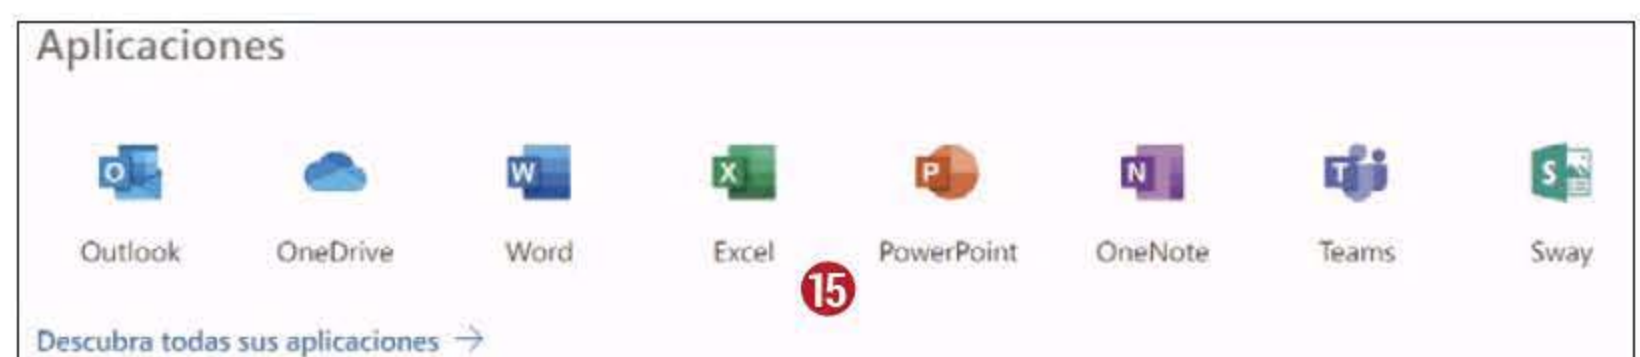 Aplicaciones
O W X P N T S
Outlook OneDrive Word Excel PowerPoint OneNote Teams Sway
15
Descubra todas sus aplicaciones →